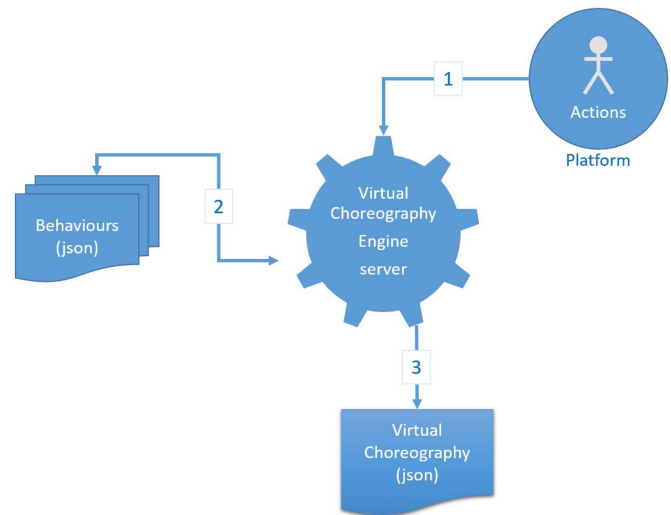 1
Actions
Platform
2
Behaviours
(json)
Virtual
Choreography
Engine
server
3
Virtual
Choreography
(json)